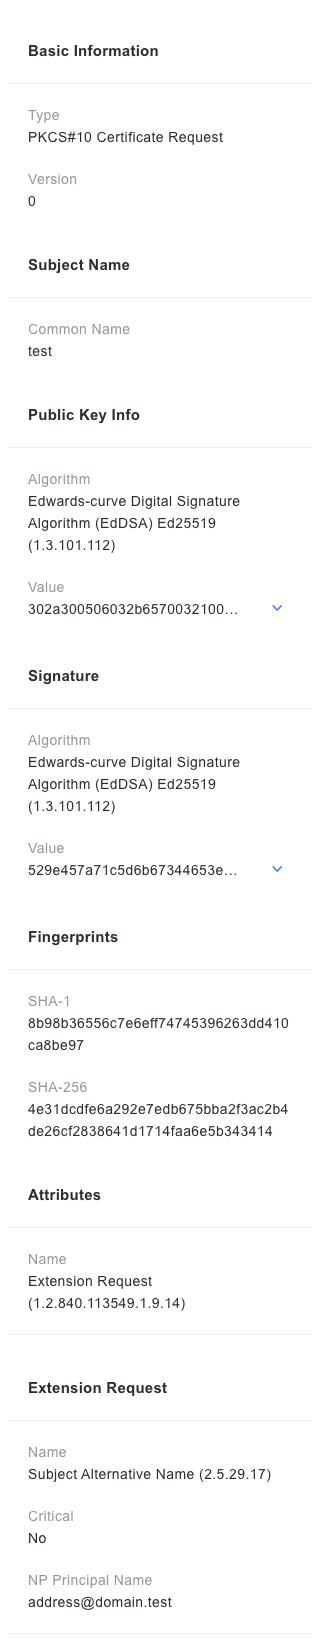 Basic Information
Type
PKCS#10 Certificate Request
Version
0
Subject Name
Common Name
test
Public Key Info
Algorithm
Edwards-curve Digital Signature
Algorithm (EdDSA) Ed25519
(1.3.101.112)
Value
302a300506032b6570032100...
Signature
Algorithm
Edwards-curve Digital Signature
Algorithm (EdDSA) Ed25519
(1.3.101.112)
Value
529e457a71c5d6b67344653e...
Fingerprints
SHA-1
8b98b36556c7e6eff74745396263dd410
ca8be97
SHA-256
4e31dcdfe6a292e7edb675bba2f3ac2b4
de26cf2838641d1714faa6e5b343414
Attributes
Name
Extension Request
(1.2.840.113549.1.9.14)
Extension Request
Name
Subject Alternative Name (2.5.29.17)
Critical
No
NP Principal Name
address@domain.test